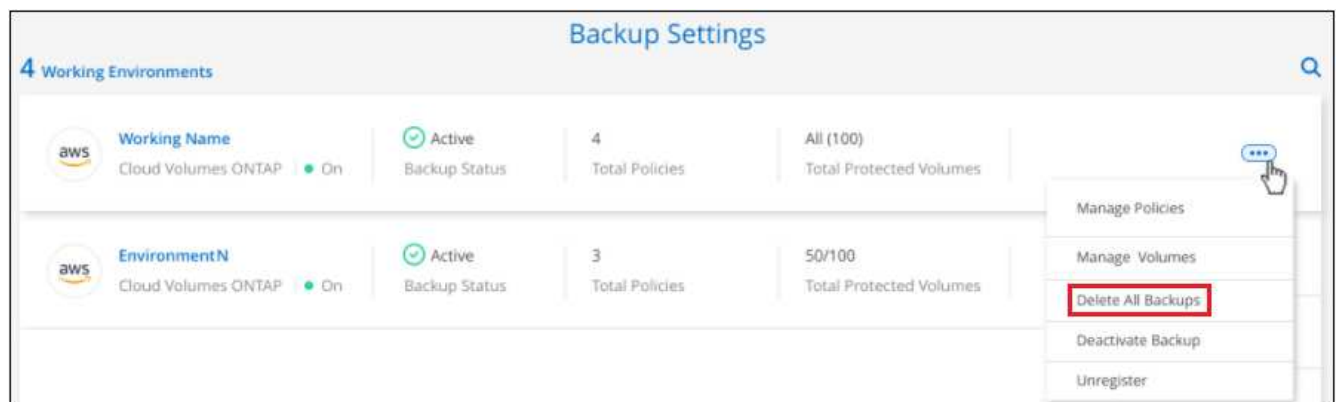 Backup Settings
4 Working Environments
aws
Working Name
Cloud Volumes ONTAP On
Active
Backup Status
4
Total Policies
All (100)
Total Protected Volumes
Manage Policies
Manage Volumes
Delete All Backups
Deactivate Backup
Unregister
aws
EnvironmentN
Cloud Volumes ONTAP On
Active
Backup Status
3
Total Policies
50/100
Total Protected Volumes